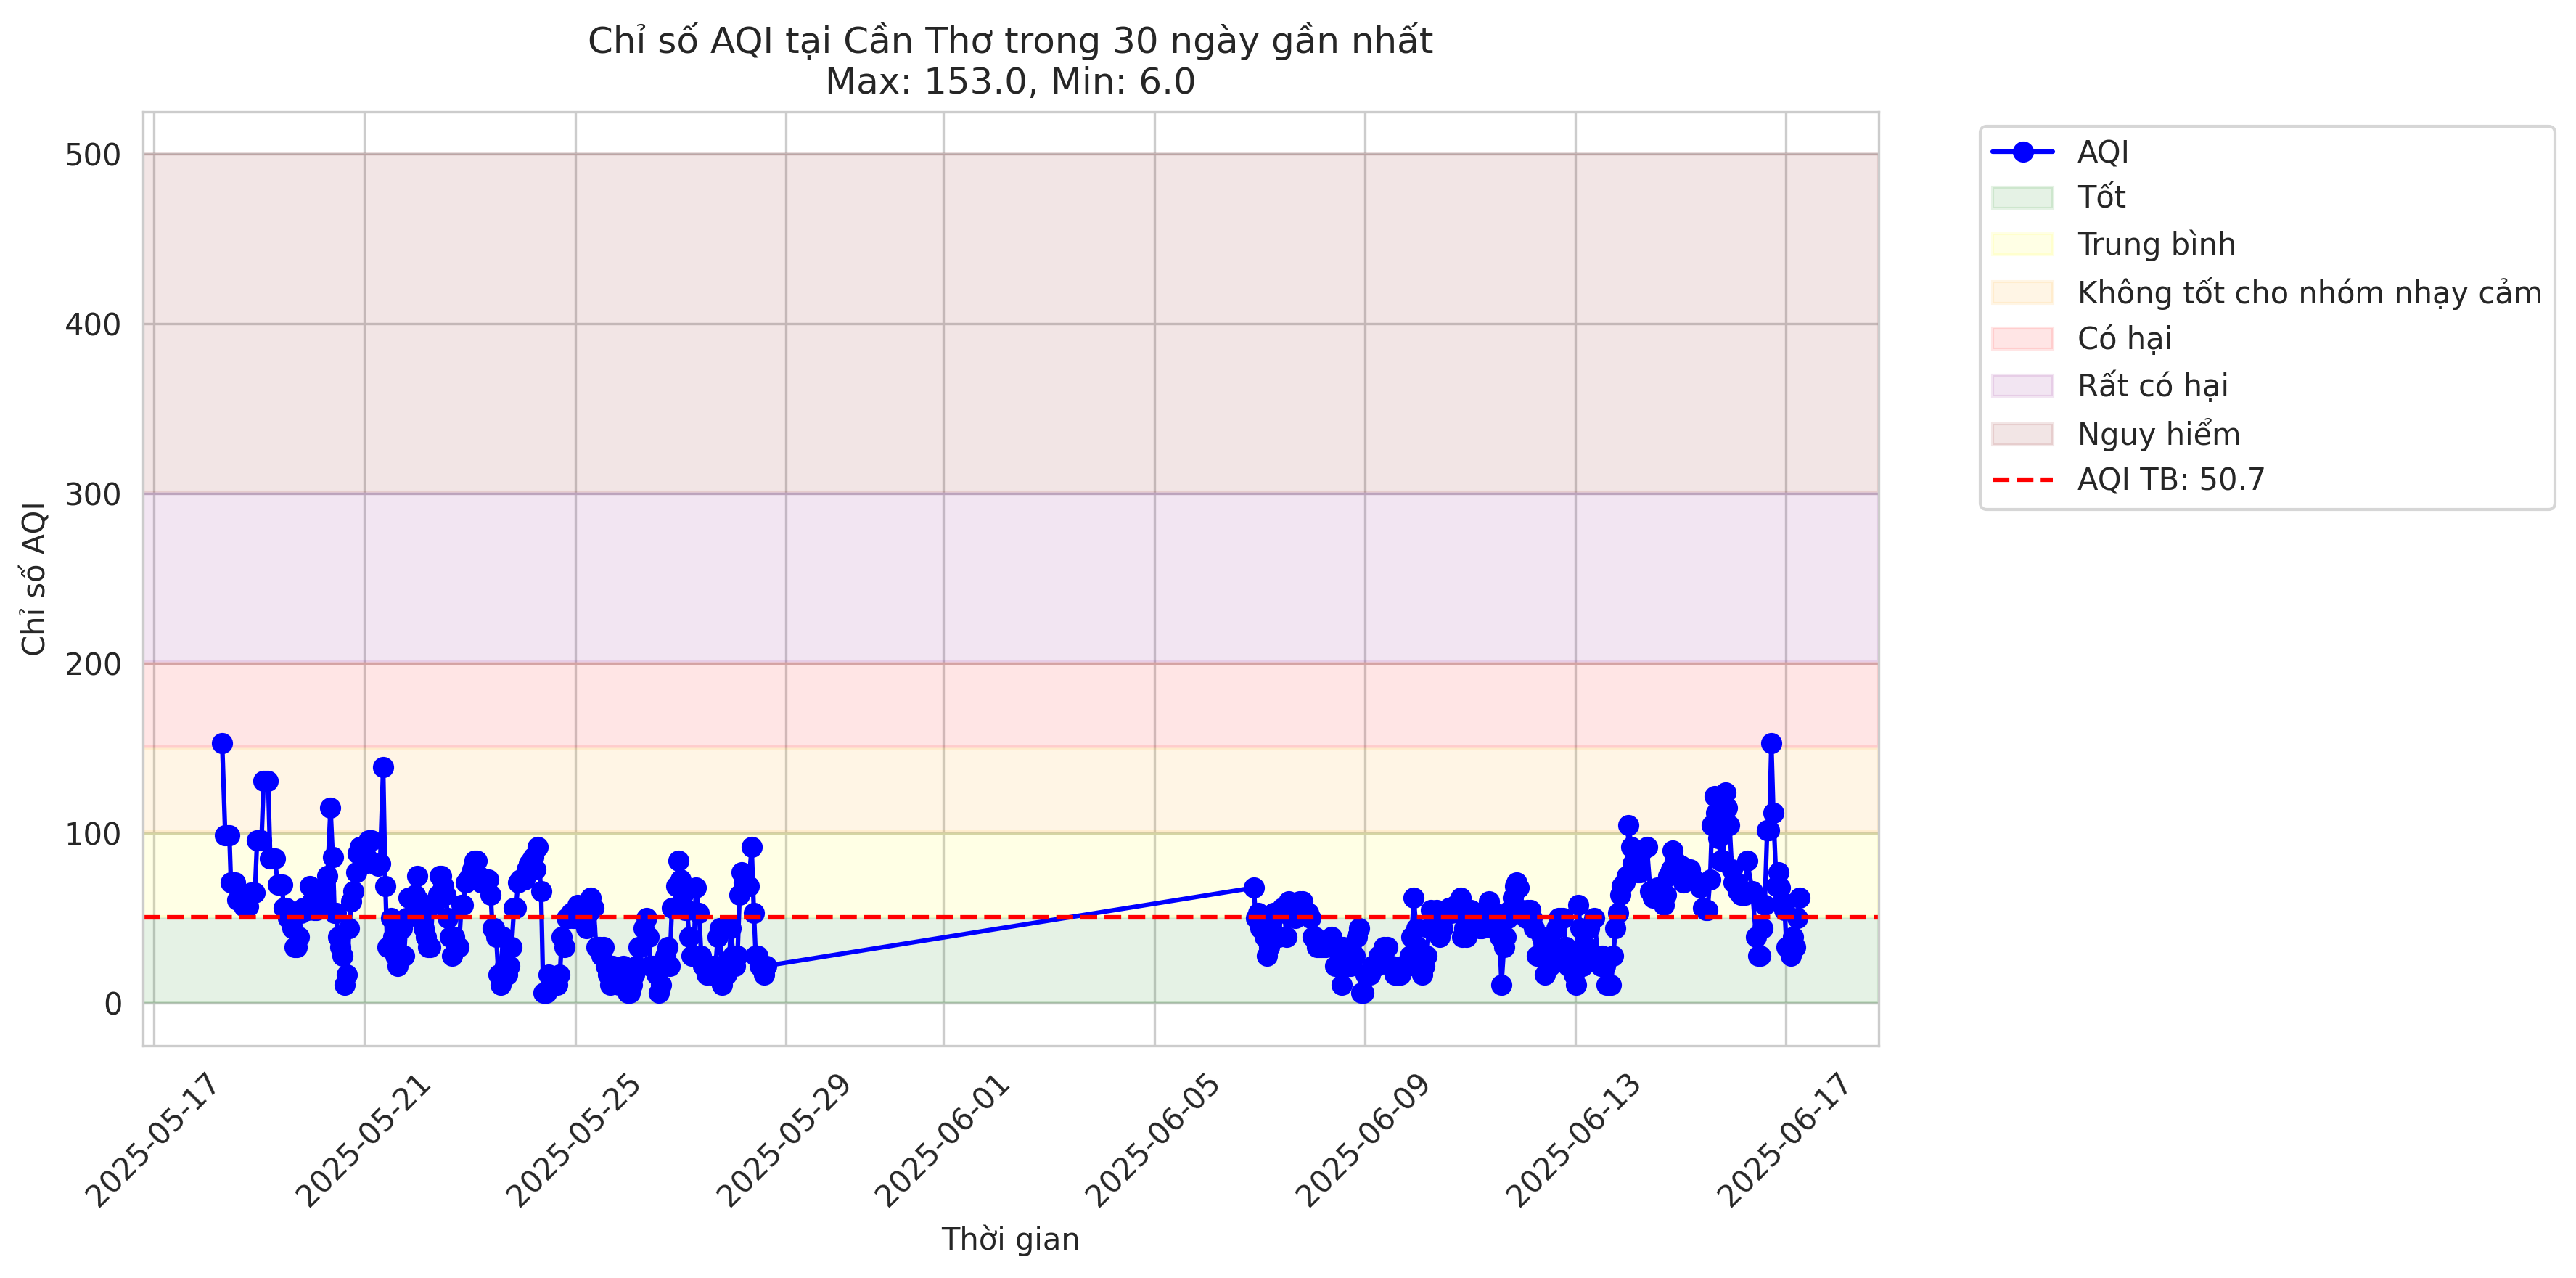 Chỉ số AQI tại Cần Thơ trong 30 ngày gần nhất
Max: 153.0, Min: 6.0
Chỉ số AQI
500
400
300
200
100
0
2025-05-17
2025-05-21
2025-05-25
2025-05-29
2025-06-01
2025-06-05
2025-06-09
2025-06-13
2025-06-17
Thời gian
AQI
Tốt
Trung bình
Không tốt cho nhóm nhạy cảm
Có hại
Rất có hại
Nguy hiểm
AQI TB: 50.7